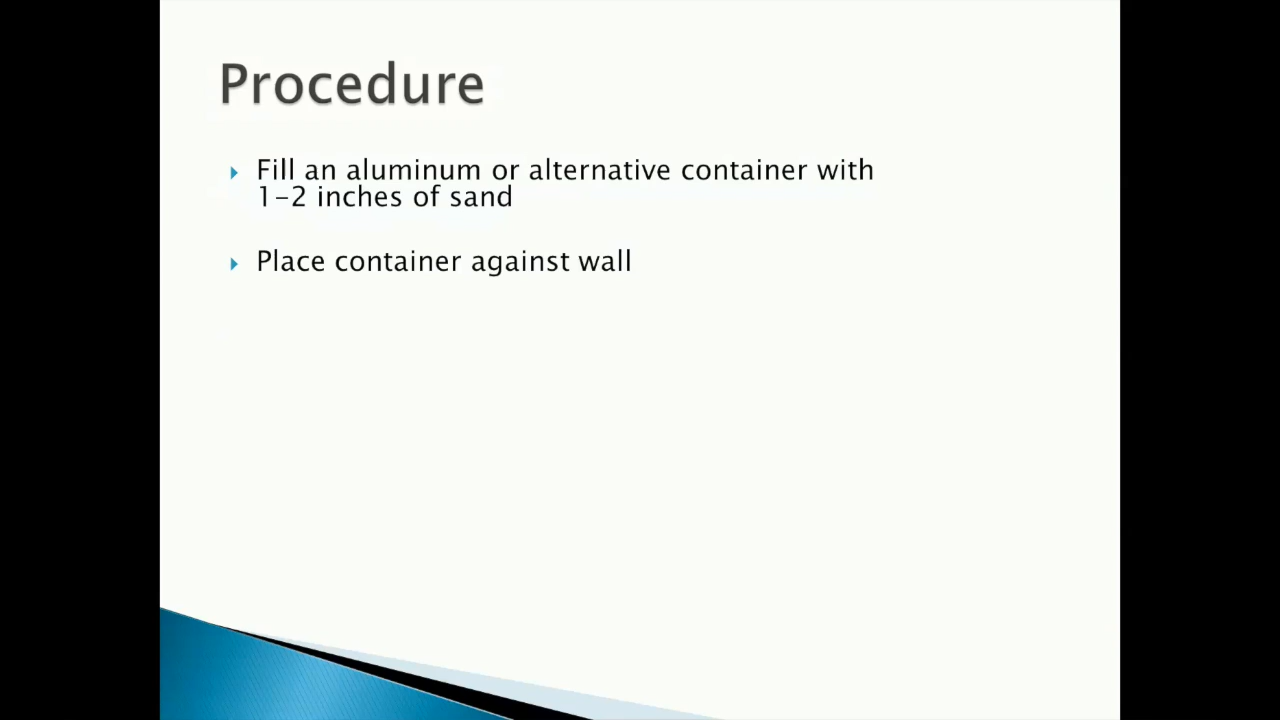 Procedure
Fill an aluminum or alternative container with
1-2 inches of sand
Place container against wall